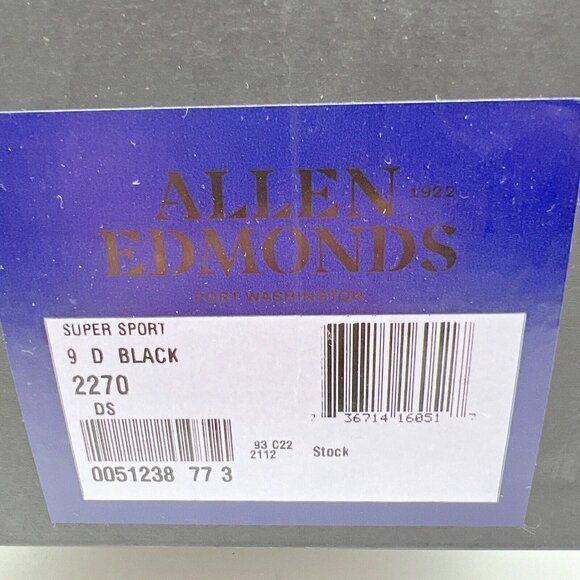 ALLEN 1922
EDMONDS
PORT WASHINGTON
SUPER SPORT
9 D BLACK
2270
DS
7 36714 16051 7
93 C22
2112 Stock
0051238 77 3